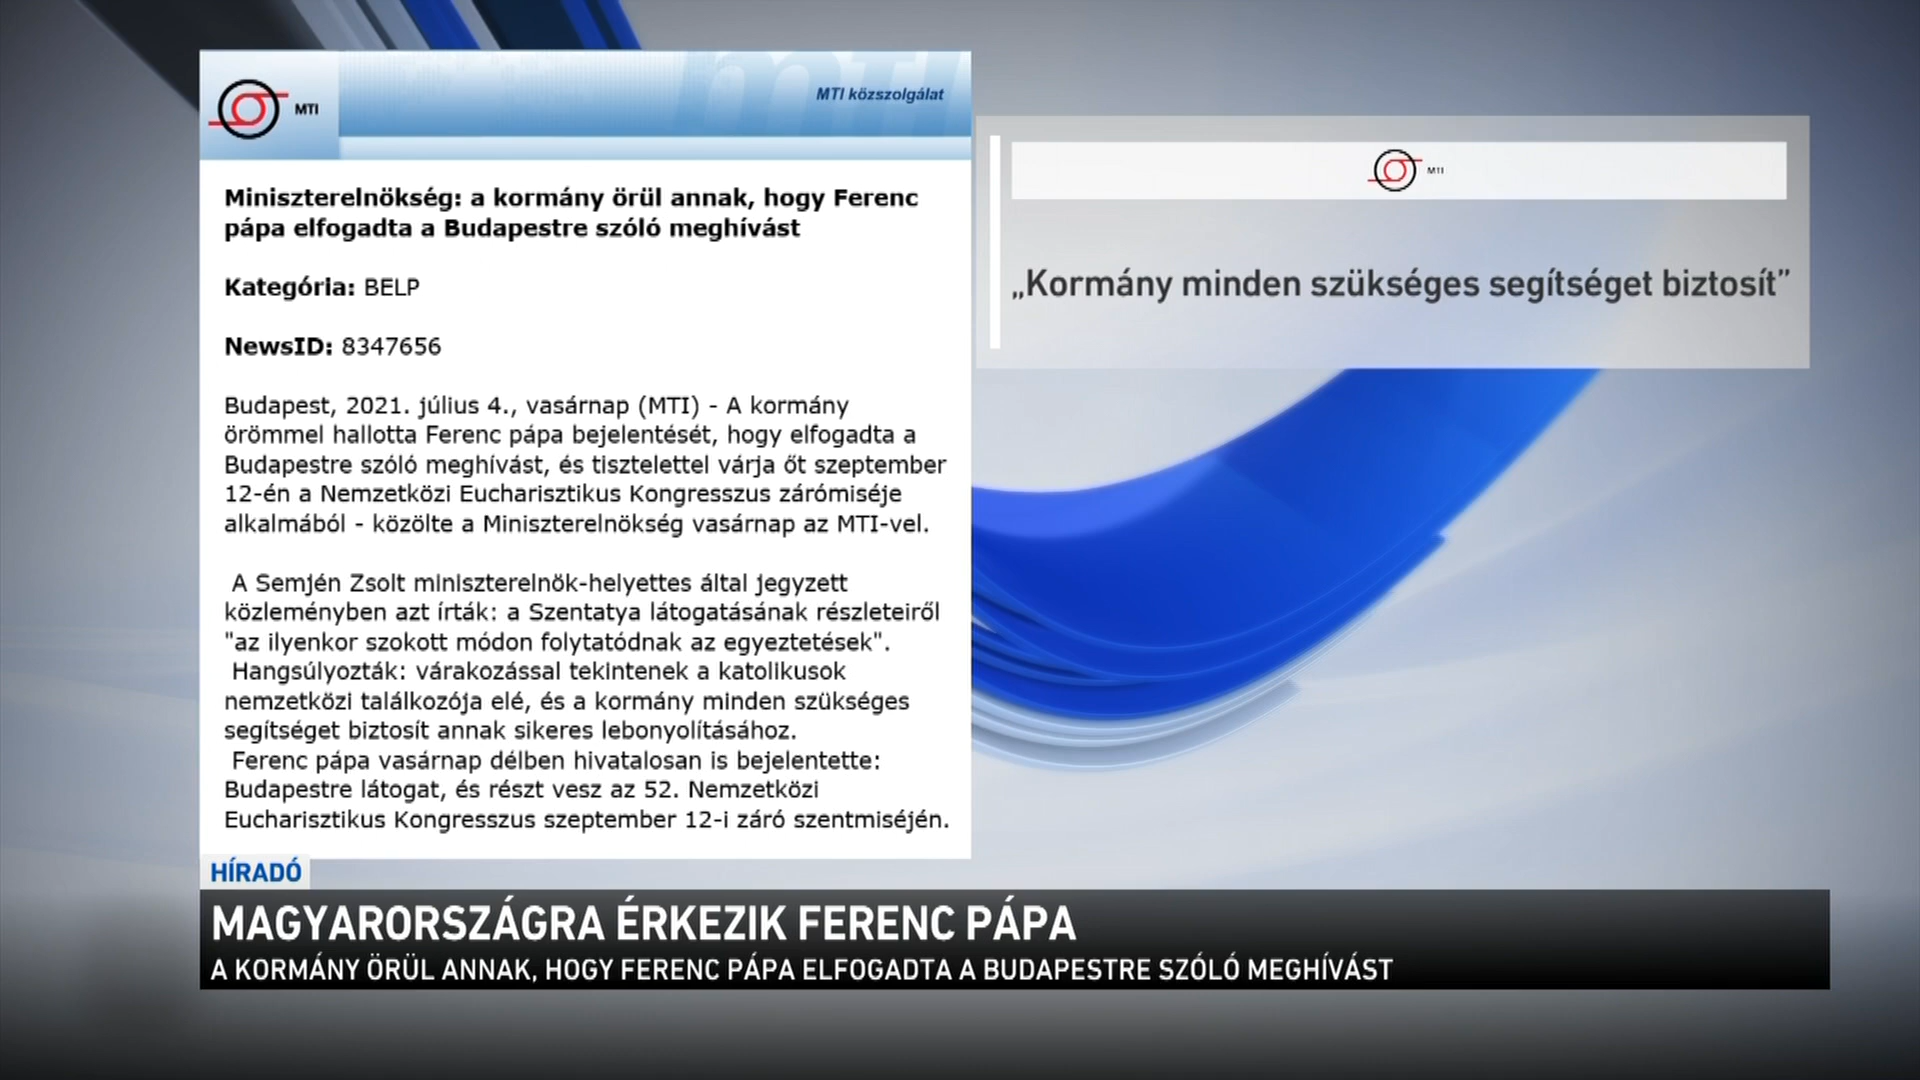 MTI
MTI közszolgálat
Miniszterelnökség: a kormány örül annak, hogy Ferenc
pápa elfogadta a Budapestre szóló meghívást
Kategória: BELP
NewsID: 8347656
Budapest, 2021. július 4., vasárnap (MTI) - A kormány
örömmel hallotta Ferenc pápa bejelentését, hogy elfogadta a
Budapestre szóló meghívást, és tisztelettel várja őt szeptember
12-én a Nemzetközi Eucharisztikus Kongresszus zárómiséje
alkalmából - közölte a Miniszterelnökség vasárnap az MTI-vel.
A Semjén Zsolt miniszterelnök-helyettes által jegyzett
közleményben azt írták: a Szentatya látogatásának részleteiről
"az ilyenkor szokott módon folytatódnak az egyeztetések".
Hangsúlyozták: várakozással tekintenek a katolikusok
nemzetközi találkozója elé, és a kormány minden szükséges
segítséget biztosít annak sikeres lebonyolításához.
Ferenc pápa vasárnap délben hivatalosan is bejelentette:
Budapestre látogat, és részt vesz az 52. Nemzetközi
Eucharisztikus Kongresszus szeptember 12-i záró szentmiséjén.
MTI
„Kormány minden szükséges segítséget biztosít”
HÍRADÓ
MAGYARORSZÁGRA ÉRKEZIK FERENC PÁPA
A KORMÁNY ÖRÜL ANNAK, HOGY FERENC PÁPA ELFOGADTA A BUDAPESTRE SZÓLÓ MEGHÍVÁST